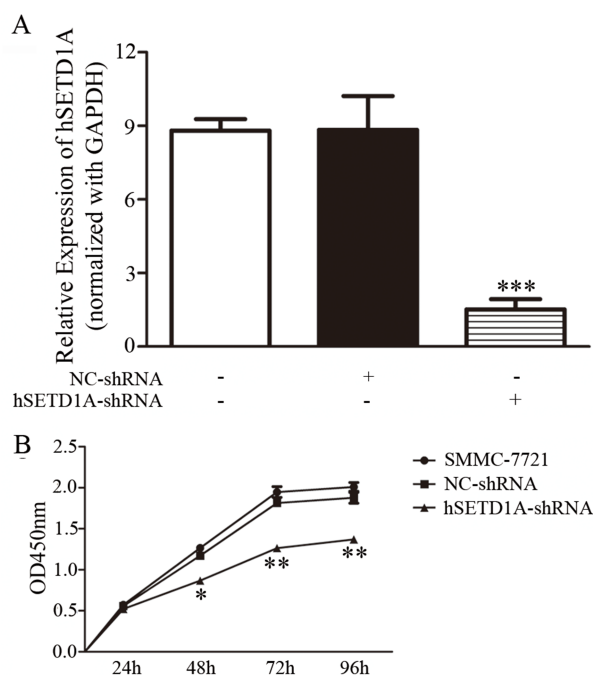 A
Relative Expression of hSETD1A
(normalized with GAPDH)
12
9
6
3
0
***
NC-shRNA - + -
hSETD1A-shRNA - - +
B
OD450nm
2.5
2.0
1.5
1.0
0.5
0.0
* ** **
24h 48h 72h 96h
SMMC-7721
NC-shRNA
hSETD1A-shRNA